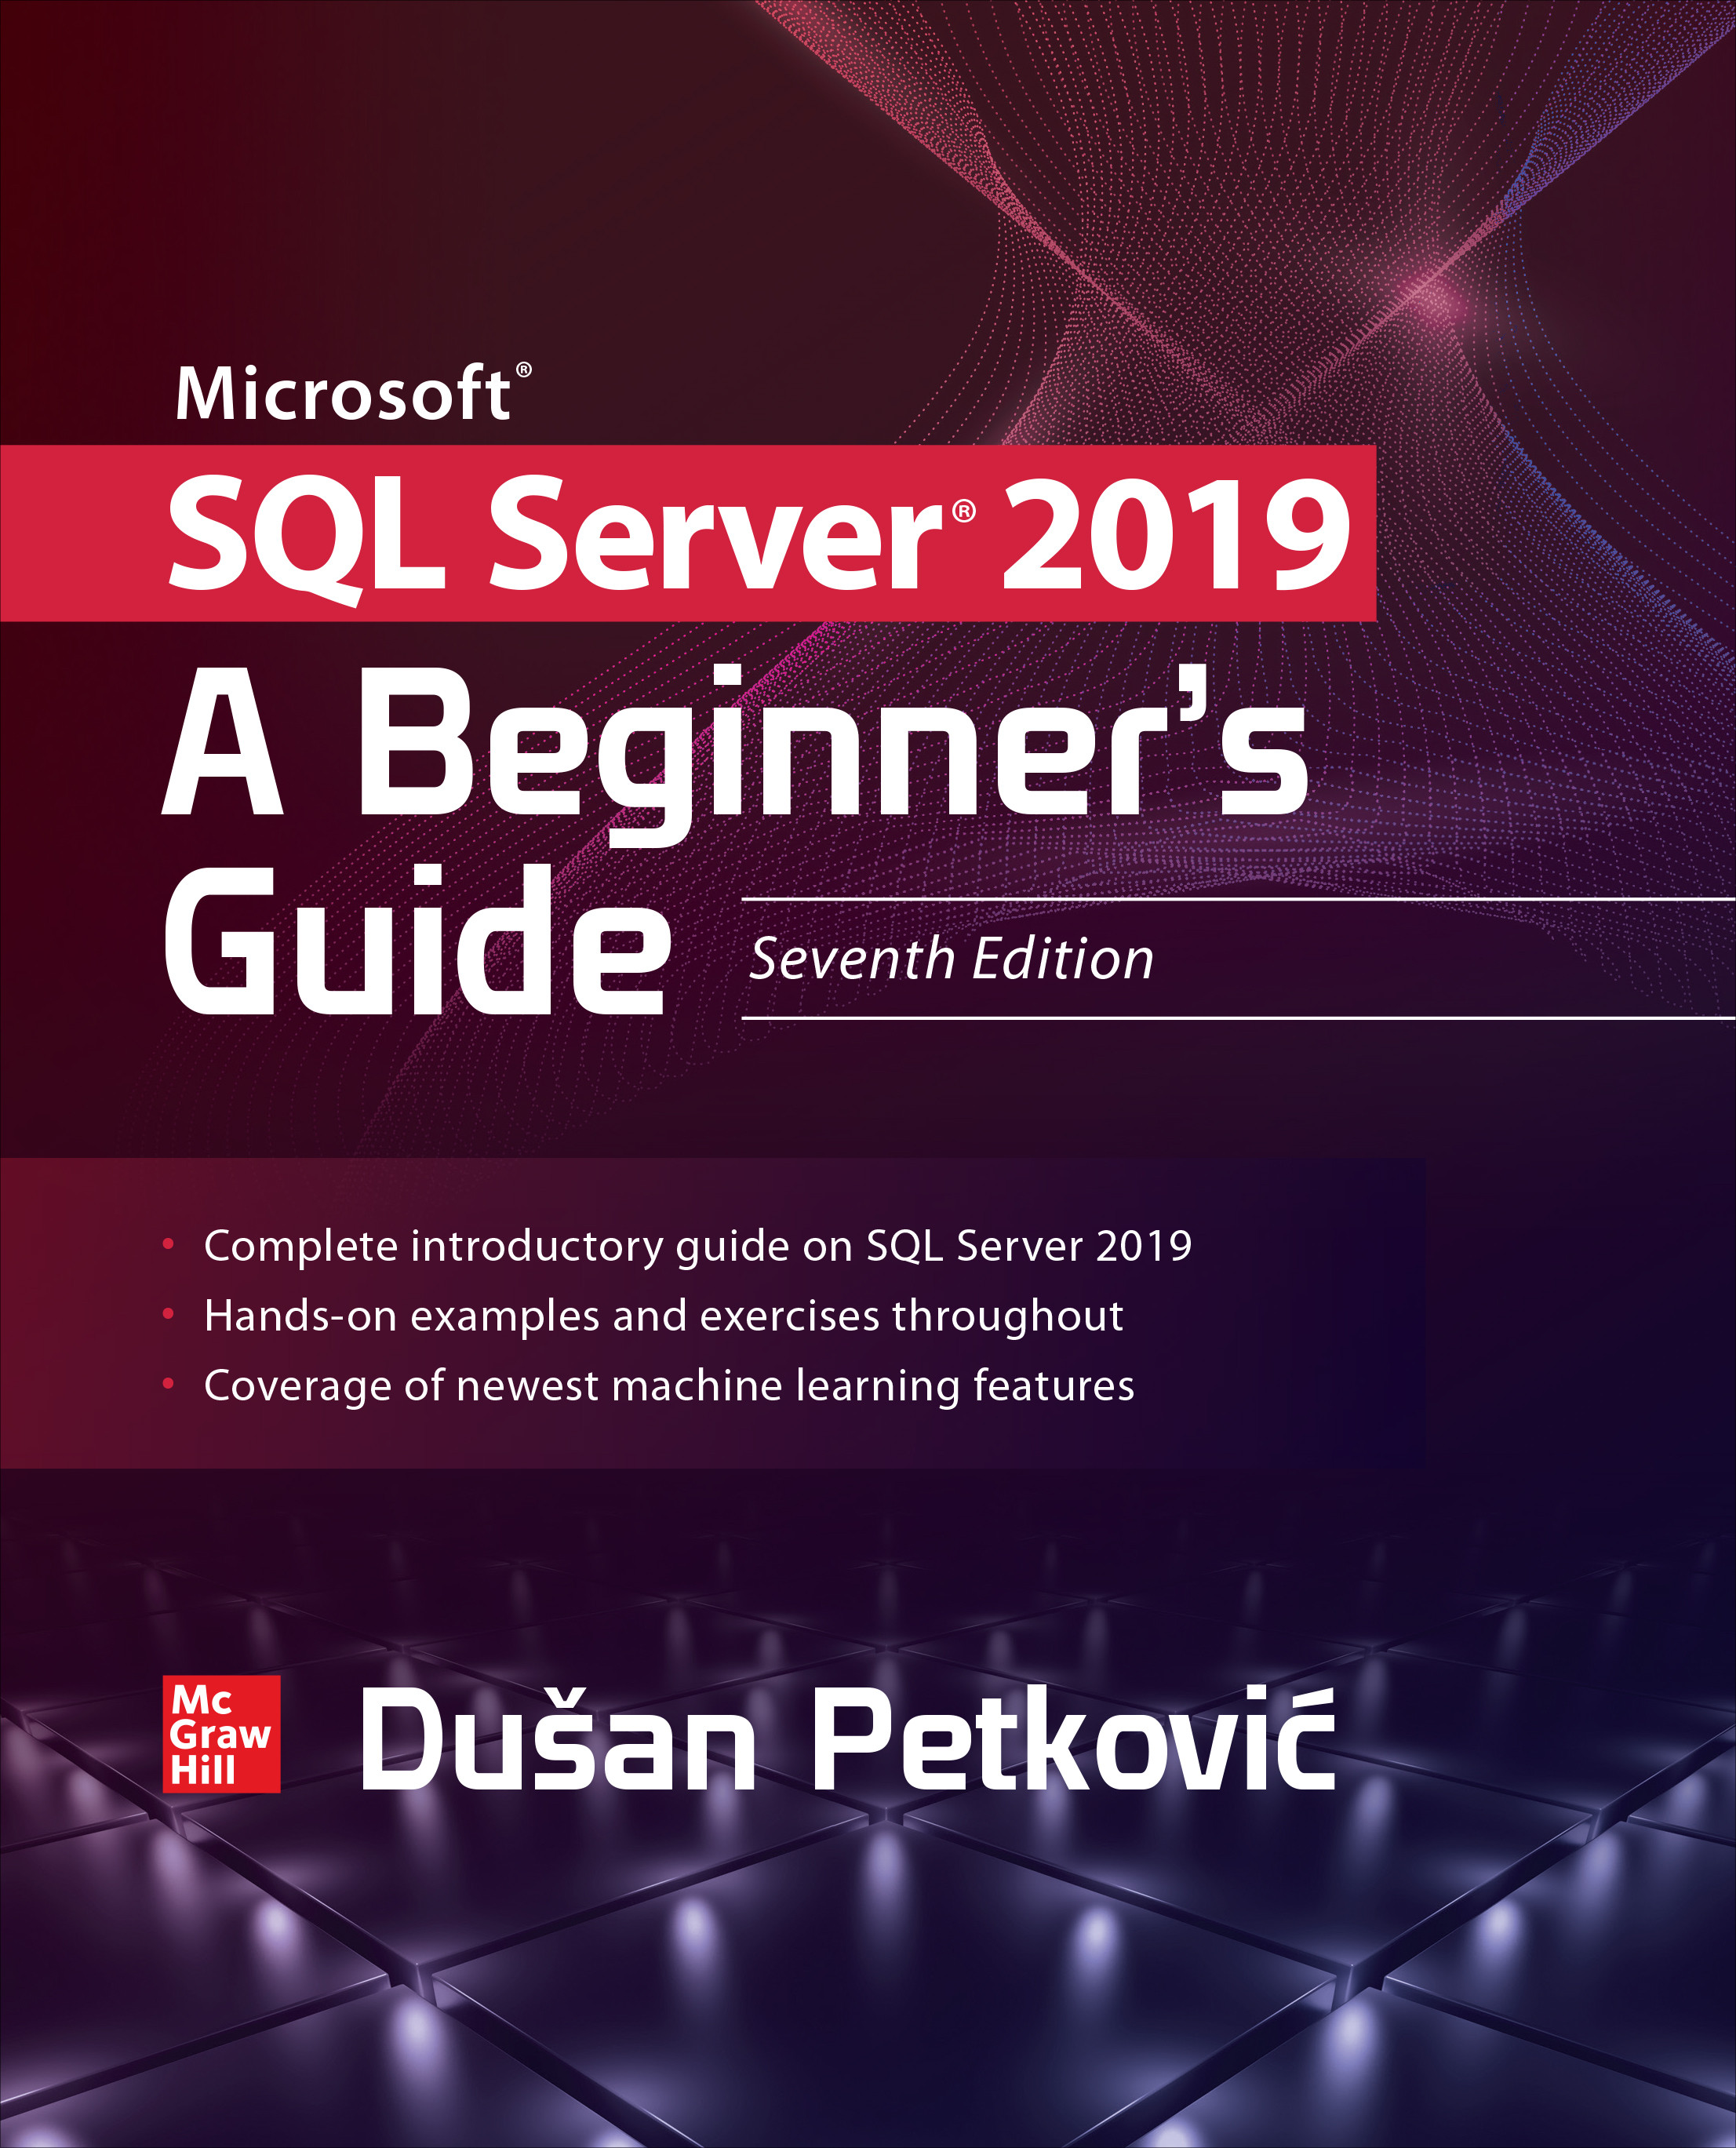 Microsoft®
SQL Server® 2019
A Beginner’s
Guide
Seventh Edition
• Complete introductory guide on SQL Server 2019
• Hands-on examples and exercises throughout
• Coverage of newest machine learning features
Mc
Graw
Hill
Dušan Petković